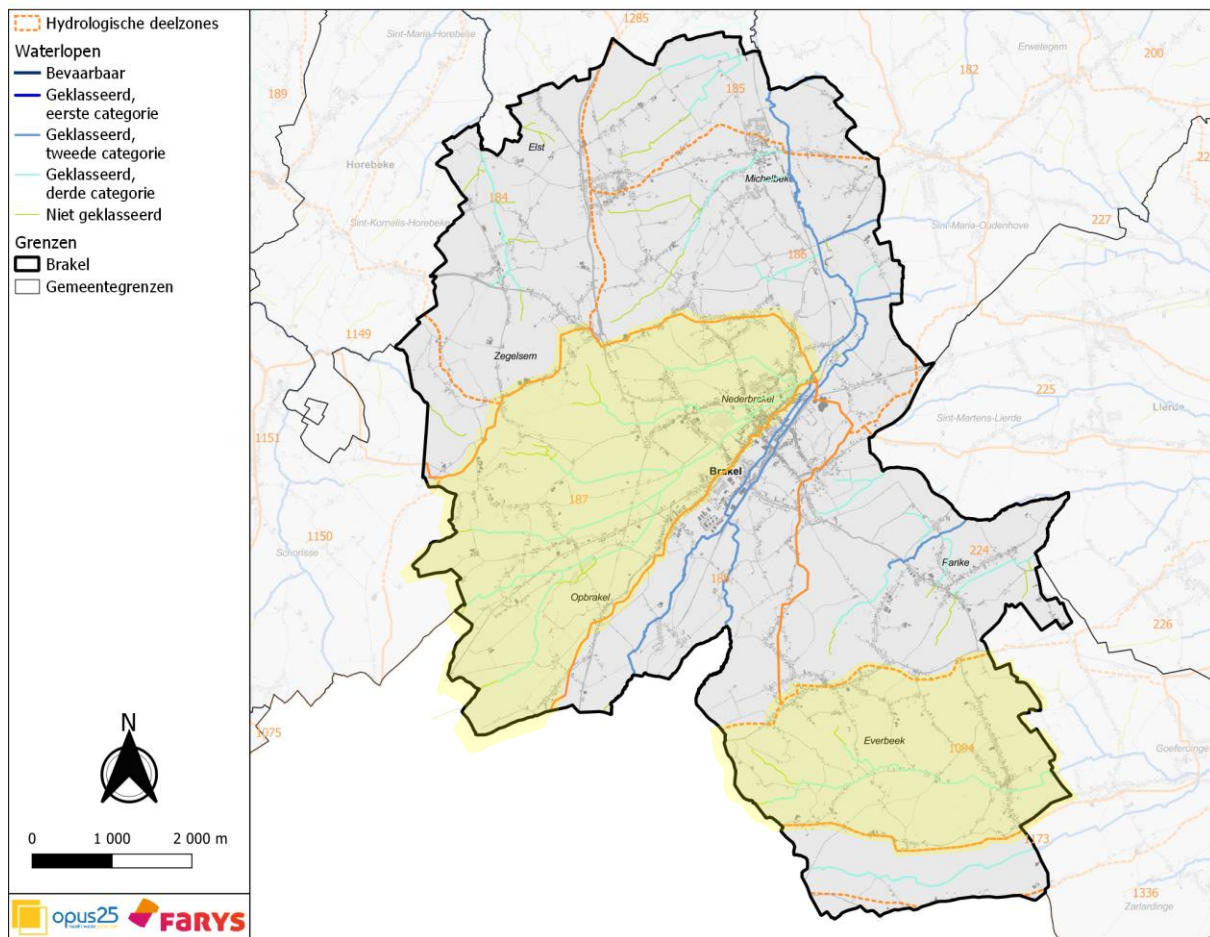 Hydrologische deelzones
Waterlopen
Bevaarbaar
Geklasseerd,
eerste categorie
Geklasseerd,
tweede categorie
Geklasseerd,
derde categorie
Niet geklasseerd
Grenzen
Brakel
Gemeentegrenzen
N
0 1 000 2 000 m
opus25
FARYS
1285
Sint-Maria-Horebeke
Erwetegem
200
182
189
185
Elst
Horebeke
Michelbeke
184
Sint-Kornelis-Horebeke
Sint-Maria-Oudenhove
227
186
1149
Zegelsem
225
Nederbrakel
Sint-Martens-Lierde
Lierde
1151
Brakel
187
1150
Schorisse
224
Parike
Opbrakel
226
1075
Everbeek
1094
Goeferdinge
1173
1336
Zarlardinge